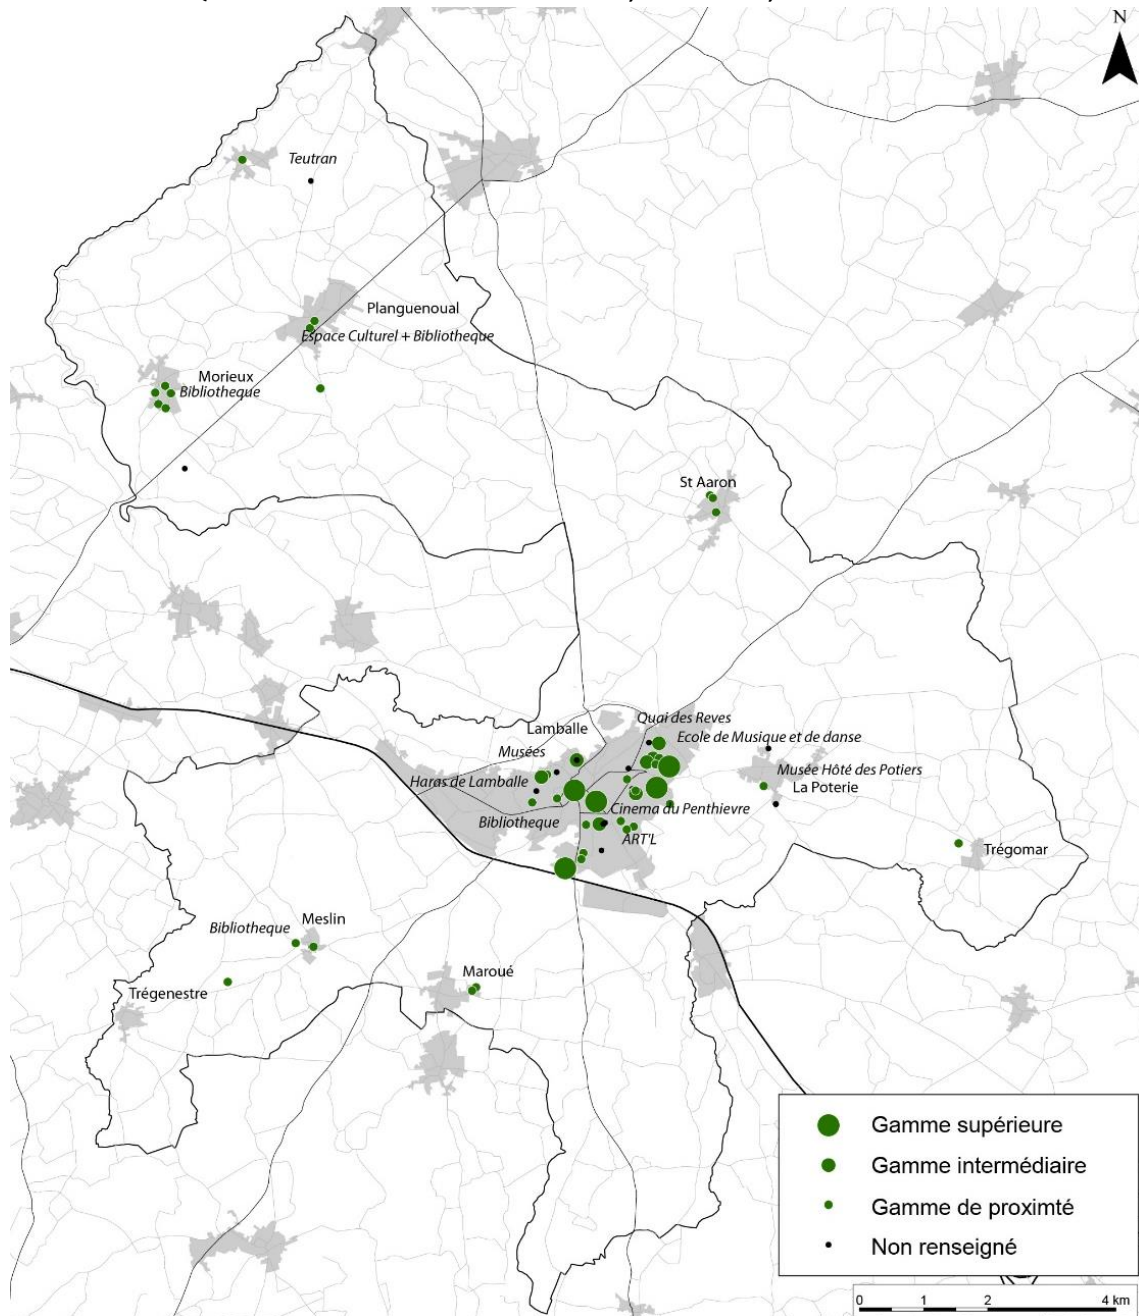 N
Teutran
Planguenoual
Espace Culturel + Bibliotheque
Morieux
Bibliotheque
St Aaron
Quai des Reves
Lamballe
Ecole de Musique et de danse
Musées
Musée Hôté des Potiers
Haras de Lamballe
La Poterie
Cinema du Penthievre
Bibliotheque
ART'L
Trégomar
Meslin
Bibliotheque
Maroué
Trégenestre
Gamme supérieure
Gamme intermédiaire
Gamme de proximté
Non renseigné
0 1 2 4 km